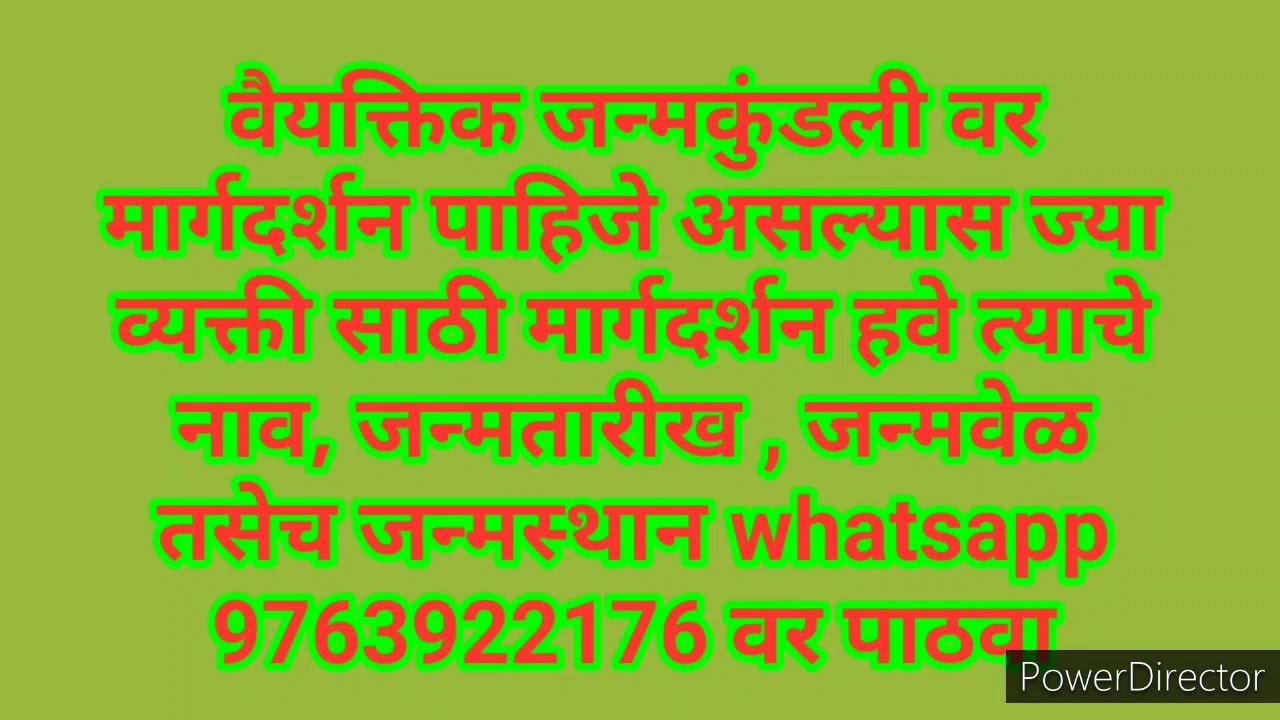 वैयक्तिक जन्मकुंडली वर
मार्गदर्शन पाहिजे असल्यास ज्या
व्यक्ती साठी मार्गदर्शन हवे त्याचे
नाव, जन्मतारीख , जन्मवेळ
तसेच जन्मस्थान whatsapp
9763922176 वर पाठवा
PowerDirector